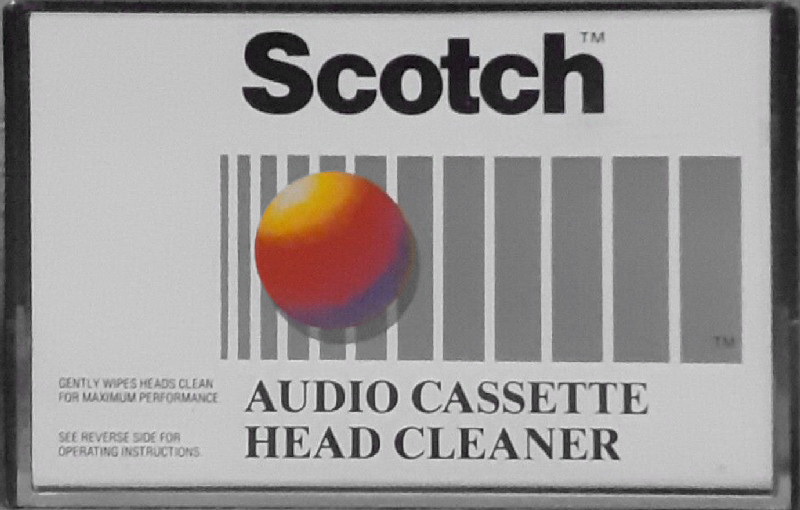 Scotch™
TM
GENTLY WIPES HEADS CLEAN
FOR MAXIMUM PERFORMANCE
AUDIO CASSETTE
HEAD CLEANER
SEE REVERSE SIDE FOR
OPERATING INSTRUCTIONS.